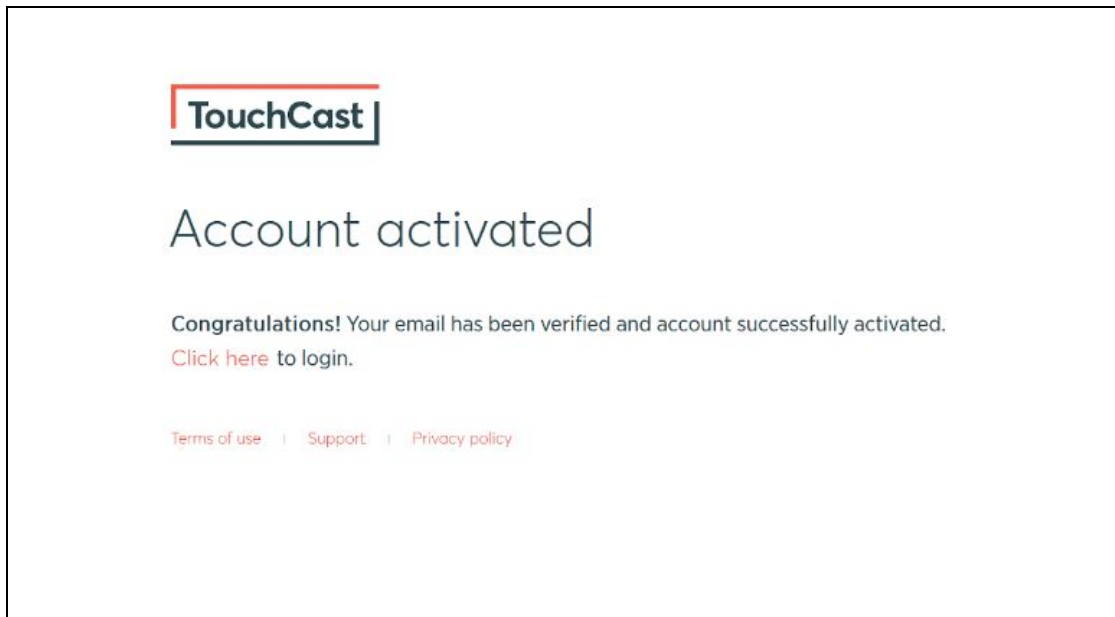 TouchCast
Account activated
Congratulations! Your email has been verified and account successfully activated.
Click here to login.
Terms of use | Support | Privacy policy